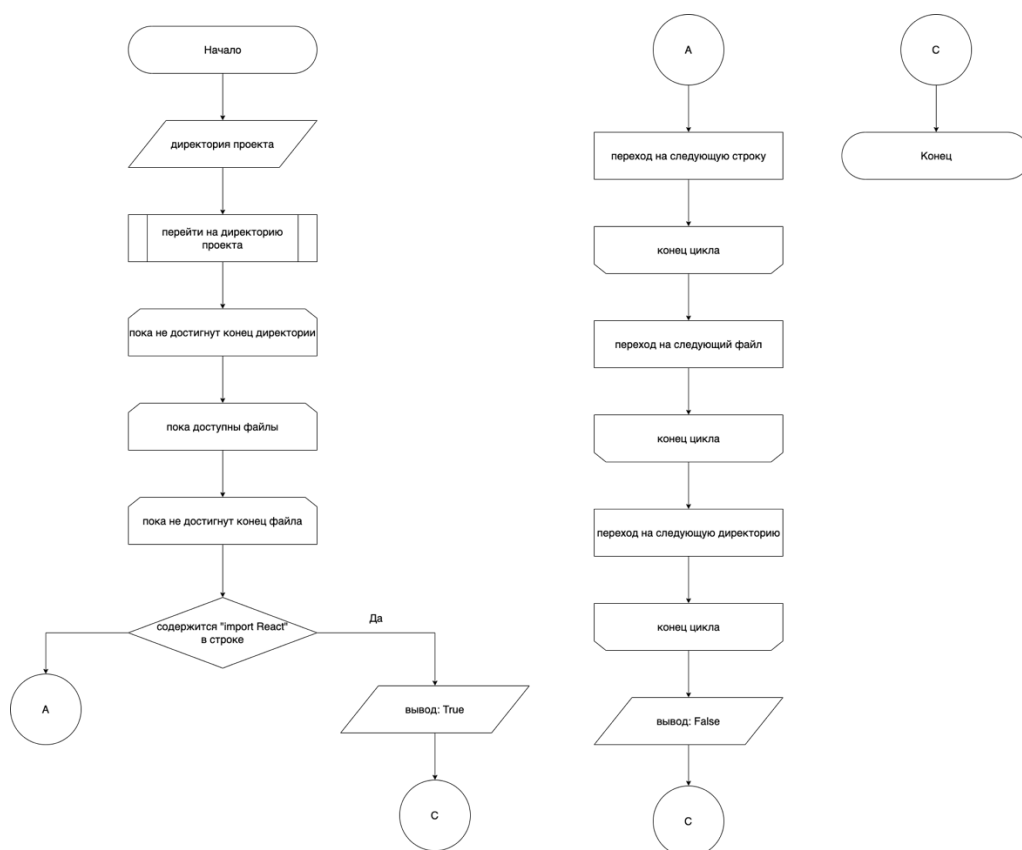 Начало
директория проекта
перейти на директорию
проекта
пока не достигнут конец директории
пока доступны файлы
пока не достигнут конец файла
содержится "import React"
в строке
Да
A
вывод: True
C
A
переход на следующую строку
конец цикла
переход на следующий файл
конец цикла
переход на следующую директорию
конец цикла
вывод: False
C
C
Конец